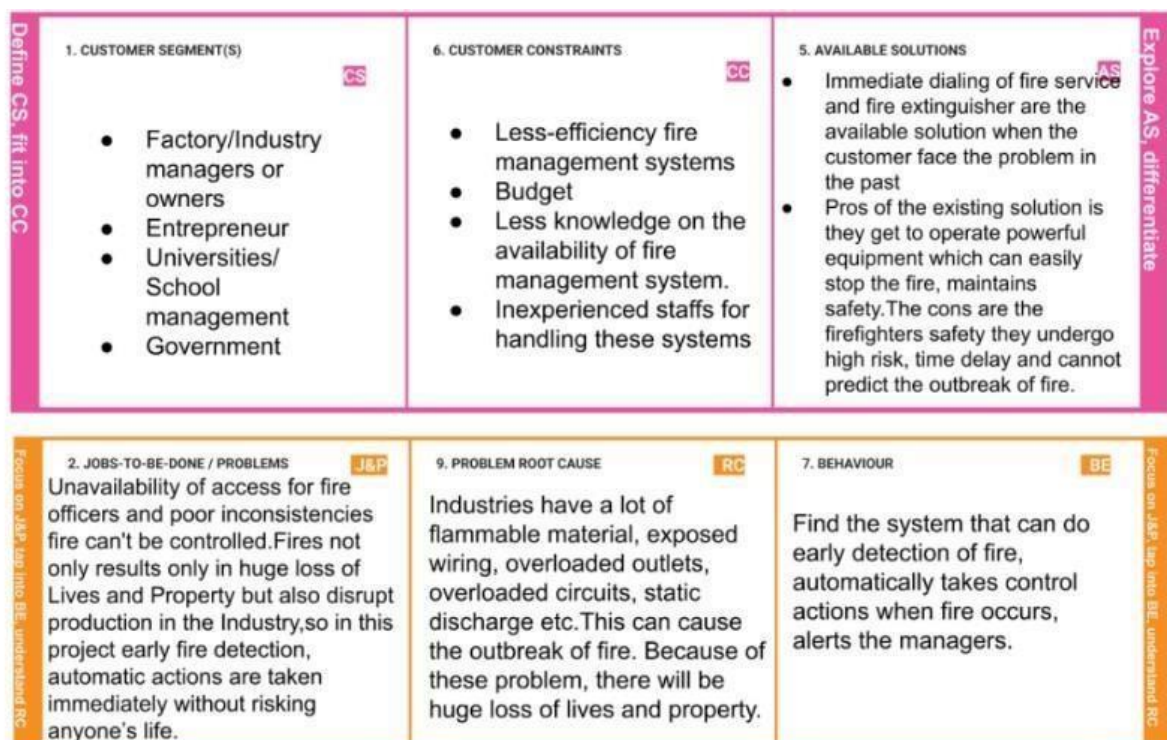 Define CS, fit into CC
1. CUSTOMER SEGMENT(S)
CS
● Factory/Industry
managers or
owners
● Entrepreneur
● Universities/
School
management
● Government
6. CUSTOMER CONSTRAINTS
CC
● Less-efficiency fire
management systems
● Budget
● Less knowledge on the
availability of fire
management system.
● Inexperienced staffs for
handling these systems
5. AVAILABLE SOLUTIONS
AS
● Immediate dialing of fire service
and fire extinguisher are the
available solution when the
customer face the problem in
the past
● Pros of the existing solution is
they get to operate powerful
equipment which can easily
stop the fire, maintains
safety.The cons are the
firefighters safety they undergo
high risk, time delay and cannot
predict the outbreak of fire.
Explore AS, differentiate
Focus on J&P, tap into BE, understand RC
2. JOBS-TO-BE-DONE / PROBLEMS
J&P
Unavailability of access for fire
officers and poor inconsistencies
fire can't be controlled.Fires not
only results only in huge loss of
Lives and Property but also disrupt
production in the Industry,so in this
project early fire detection,
automatic actions are taken
immediately without risking
anyone's life.
9. PROBLEM ROOT CAUSE
RC
Industries have a lot of
flammable material, exposed
wiring, overloaded outlets,
overloaded circuits, static
discharge etc.This can cause
the outbreak of fire. Because of
these problem, there will be
huge loss of lives and property.
7. BEHAVIOUR
BE
Find the system that can do
early detection of fire,
automatically takes control
actions when fire occurs,
alerts the managers.
Focus on J&P, tap into BE, understand RC